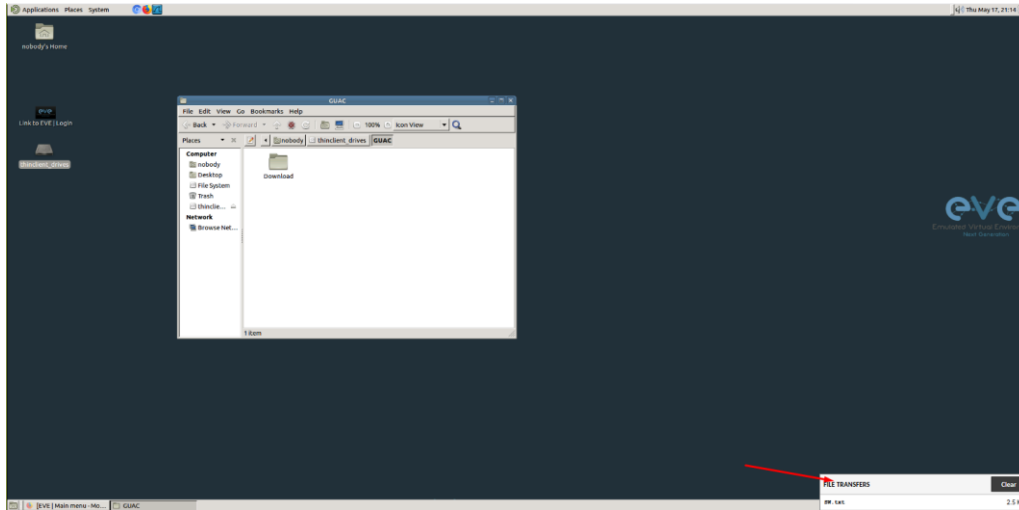 Applications Places System
Thu May 17, 21:14
nobody's Home
Link to EVE | Login
thinclient_drives
GUAC
File Edit View Go Bookmarks Help
Back Forward 100% Icon View
Places nobody thinclient_drives GUAC
Computer
nobody
Desktop
File System
Trash
thinclie...
Network
Browse Net...
Download
1 item
eve
Emulated Virtual
Next Generation
FILE TRANSFERS Clear
[EVE | Main menu - Mo... GUAC